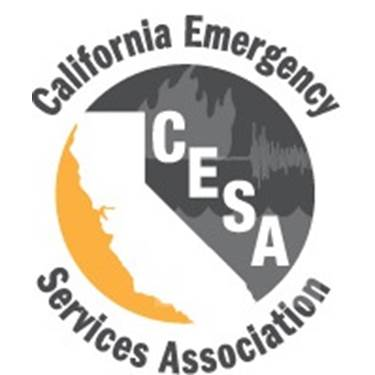 California Emergency
CESA
Services Association